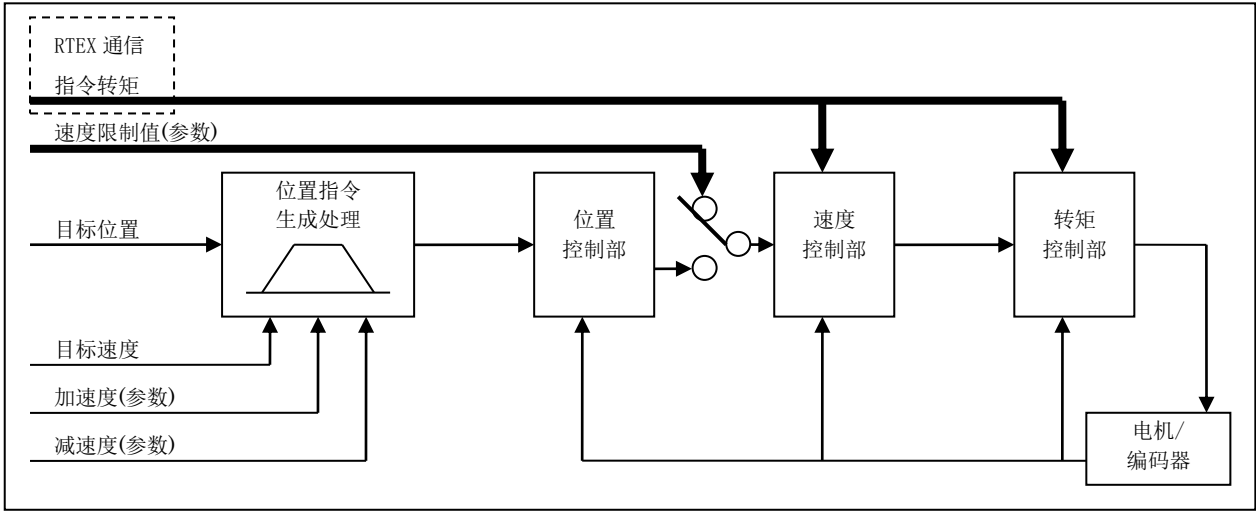 RTEX 通信
指令转矩
速度限制值(参数)
位置指令
生成处理
目标位置
位置
控制部
速度
控制部
转矩
控制部
目标速度
加速度(参数)
减速度(参数)
电机/
编码器